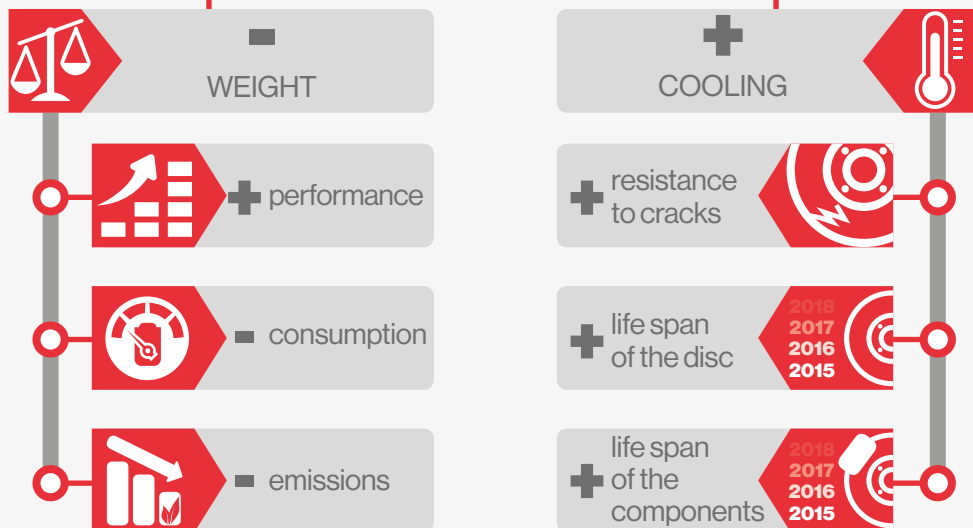 - WEIGHT
+ performance
- consumption
- emissions
+ COOLING
+ resistance
to cracks
+ life span
of the disc
2018
2017
2016
2015
+ life span
of the
components
2018
2017
2016
2015